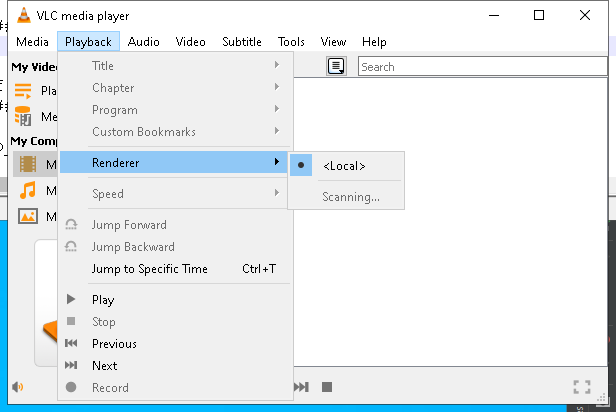 VLC media player
Media Playback Audio Video Subtitle Tools View Help
My Vide
Title
Search
Pla
Chapter
Me
Program
Custom Bookmarks
My Comp
M
Renderer
<Local>
M
Speed
Scanning...
M
Jump Forward
Jump Backward
Jump to Specific Time Ctrl+T
Play
Stop
Previous
Next
Record